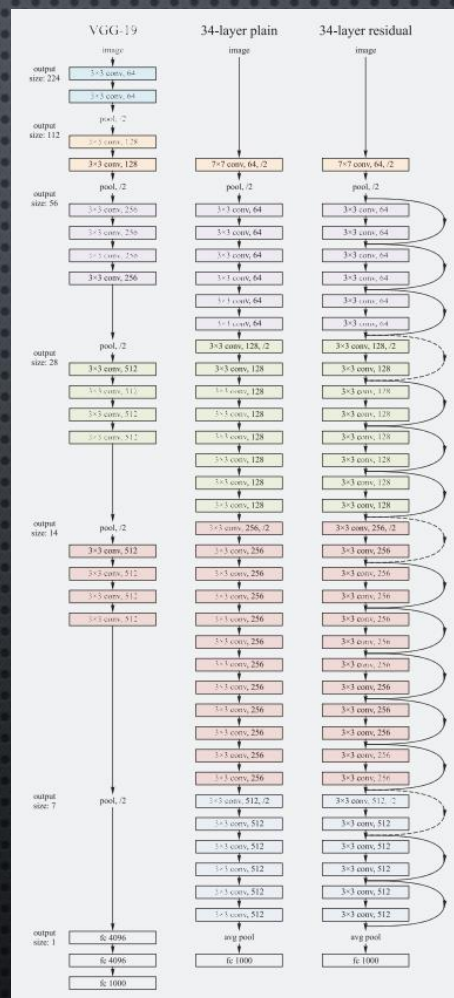 output
size: 224
output
size: 112
output
size: 56
output
size: 28
output
size: 14
output
size: 7
output
size: 1
VGG-19
image
3×3 conv, 64
3×3 conv, 64
pool, /2
3×3 conv, 128
3×3 conv, 128
pool, /2
3×3 conv, 256
3×3 conv, 256
3×3 conv, 256
3×3 conv, 256
pool, /2
3×3 conv, 512
3×3 conv, 512
3×3 conv, 512
3×3 conv, 512
pool, /2
3×3 conv, 512
3×3 conv, 512
3×3 conv, 512
3×3 conv, 512
pool, /2
fc 4096
fc 4096
fc 1000
34-layer plain
image
7×7 conv, 64, /2
pool, /2
3×3 conv, 64
3×3 conv, 64
3×3 conv, 64
3×3 conv, 64
3×3 conv, 64
3×3 conv, 64
3×3 conv, 128, /2
3×3 conv, 128
3×3 conv, 128
3×3 conv, 128
3×3 conv, 128
3×3 conv, 128
3×3 conv, 128
3×3 conv, 128
3×3 conv, 256, /2
3×3 conv, 256
3×3 conv, 256
3×3 conv, 256
3×3 conv, 256
3×3 conv, 256
3×3 conv, 256
3×3 conv, 256
3×3 conv, 256
3×3 conv, 256
3×3 conv, 256
3×3 conv, 256
3×3 conv, 512, /2
3×3 conv, 512
3×3 conv, 512
3×3 conv, 512
3×3 conv, 512
3×3 conv, 512
avg pool
fc 1000
34-layer residual
image
7×7 conv, 64, /2
pool, /2
3×3 conv, 64
3×3 conv, 64
3×3 conv, 64
3×3 conv, 64
3×3 conv, 64
3×3 conv, 64
3×3 conv, 128, /2
3×3 conv, 128
3×3 conv, 128
3×3 conv, 128
3×3 conv, 128
3×3 conv, 128
3×3 conv, 128
3×3 conv, 128
3×3 conv, 256, /2
3×3 conv, 256
3×3 conv, 256
3×3 conv, 256
3×3 conv, 256
3×3 conv, 256
3×3 conv, 256
3×3 conv, 256
3×3 conv, 256
3×3 conv, 256
3×3 conv, 256
3×3 conv, 256
3×3 conv, 512, /2
3×3 conv, 512
3×3 conv, 512
3×3 conv, 512
3×3 conv, 512
3×3 conv, 512
avg pool
fc 1000